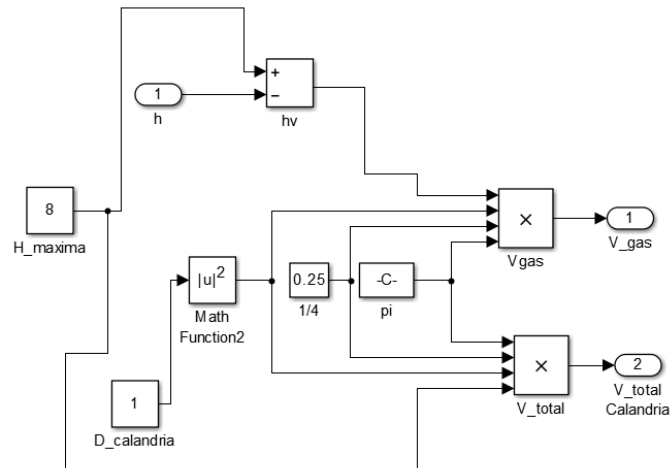 +
−
hv
1
h
8
H_maxima
×
Vgas
1
V_gas
|u|²
Math
Function2
0.25
1/4
-C-
pi
1
D_calandria
×
V_total
2
V_total
Calandria